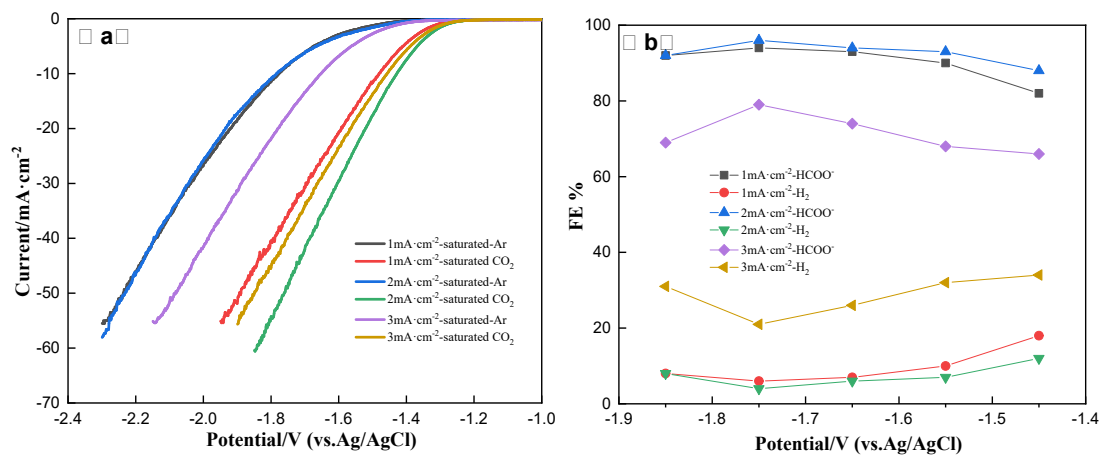 □ a□
0
-10
-20
-30
-40
-50
-60
-70
Current/mA·cm⁻²
1mA·cm⁻²-saturated-Ar
1mA·cm⁻²-saturated CO₂
2mA·cm⁻²-saturated-Ar
2mA·cm⁻²-saturated CO₂
3mA·cm⁻²-saturated-Ar
3mA·cm⁻²-saturated CO₂
-2.4 -2.2 -2.0 -1.8 -1.6 -1.4 -1.2 -1.0
Potential/V (vs.Ag/AgCl)
□ b□
100
80
60
40
20
0
FE %
1mA·cm⁻²-HCOO⁻
1mA·cm⁻²-H₂
2mA·cm⁻²-HCOO⁻
2mA·cm⁻²-H₂
3mA·cm⁻²-HCOO⁻
3mA·cm⁻²-H₂
-1.9 -1.8 -1.7 -1.6 -1.5 -1.4
Potential/V (vs.Ag/AgCl)